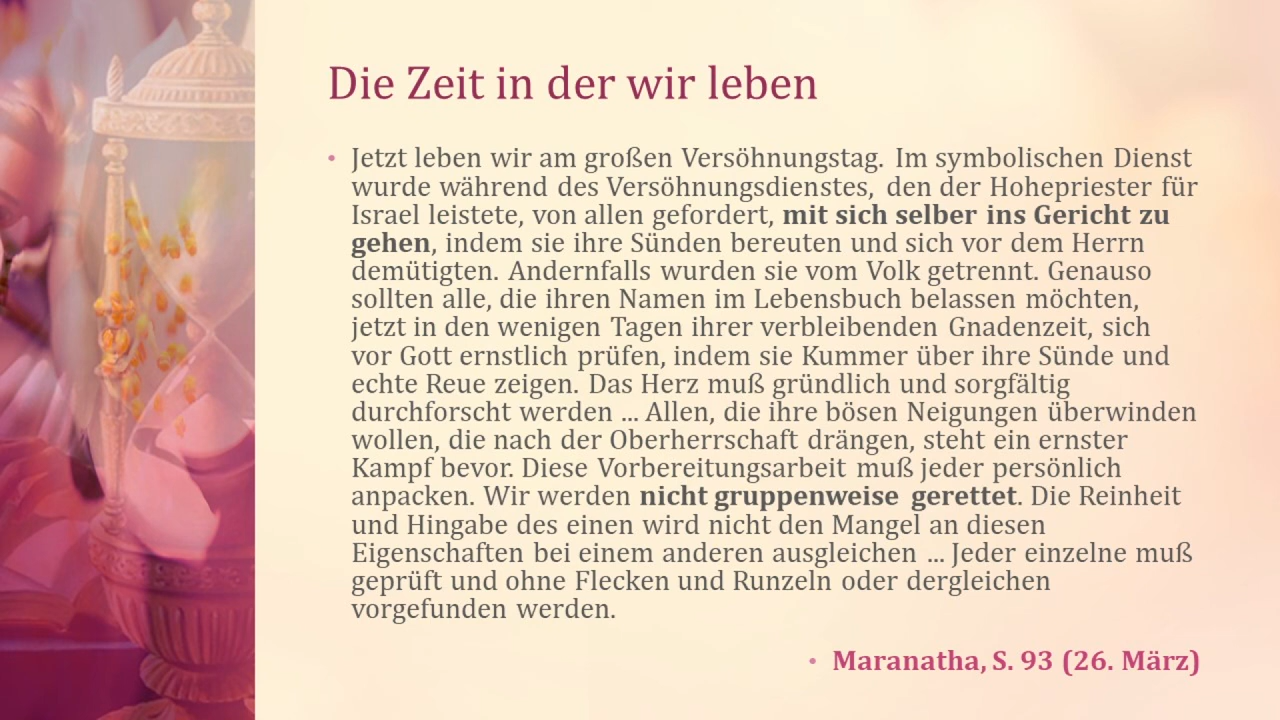 Die Zeit in der wir leben
• Jetzt leben wir am großen Versöhnungstag. Im symbolischen Dienst
wurde während des Versöhnungsdienstes, den der Hohepriester für
Israel leistete, von allen gefordert, mit sich selber ins Gericht zu
gehen, indem sie ihre Sünden bereuten und sich vor dem Herrn
demütigten. Andernfalls wurden sie vom Volk getrennt. Genauso
sollten alle, die ihren Namen im Lebensbuch belassen möchten,
jetzt in den wenigen Tagen ihrer verbleibenden Gnadenzeit, sich
vor Gott ernstlich prüfen, indem sie Kummer über ihre Sünde und
echte Reue zeigen. Das Herz muß gründlich und sorgfältig
durchforscht werden ... Allen, die ihre bösen Neigungen überwinden
wollen, die nach der Oberherrschaft drängen, steht ein ernster
Kampf bevor. Diese Vorbereitungsarbeit muß jeder persönlich
anpacken. Wir werden nicht gruppenweise gerettet. Die Reinheit
und Hingabe des einen wird nicht den Mangel an diesen
Eigenschaften bei einem anderen ausgleichen ... Jeder einzelne muß
geprüft und ohne Flecken und Runzeln oder dergleichen
vorgefunden werden.
• Maranatha, S. 93 (26. März)